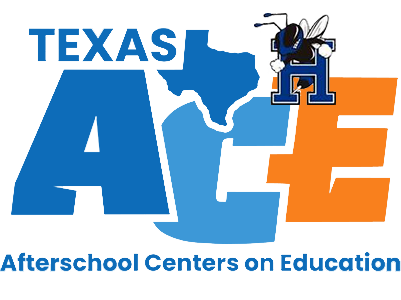 TEXAS
H
ACE
Afterschool Centers on Education